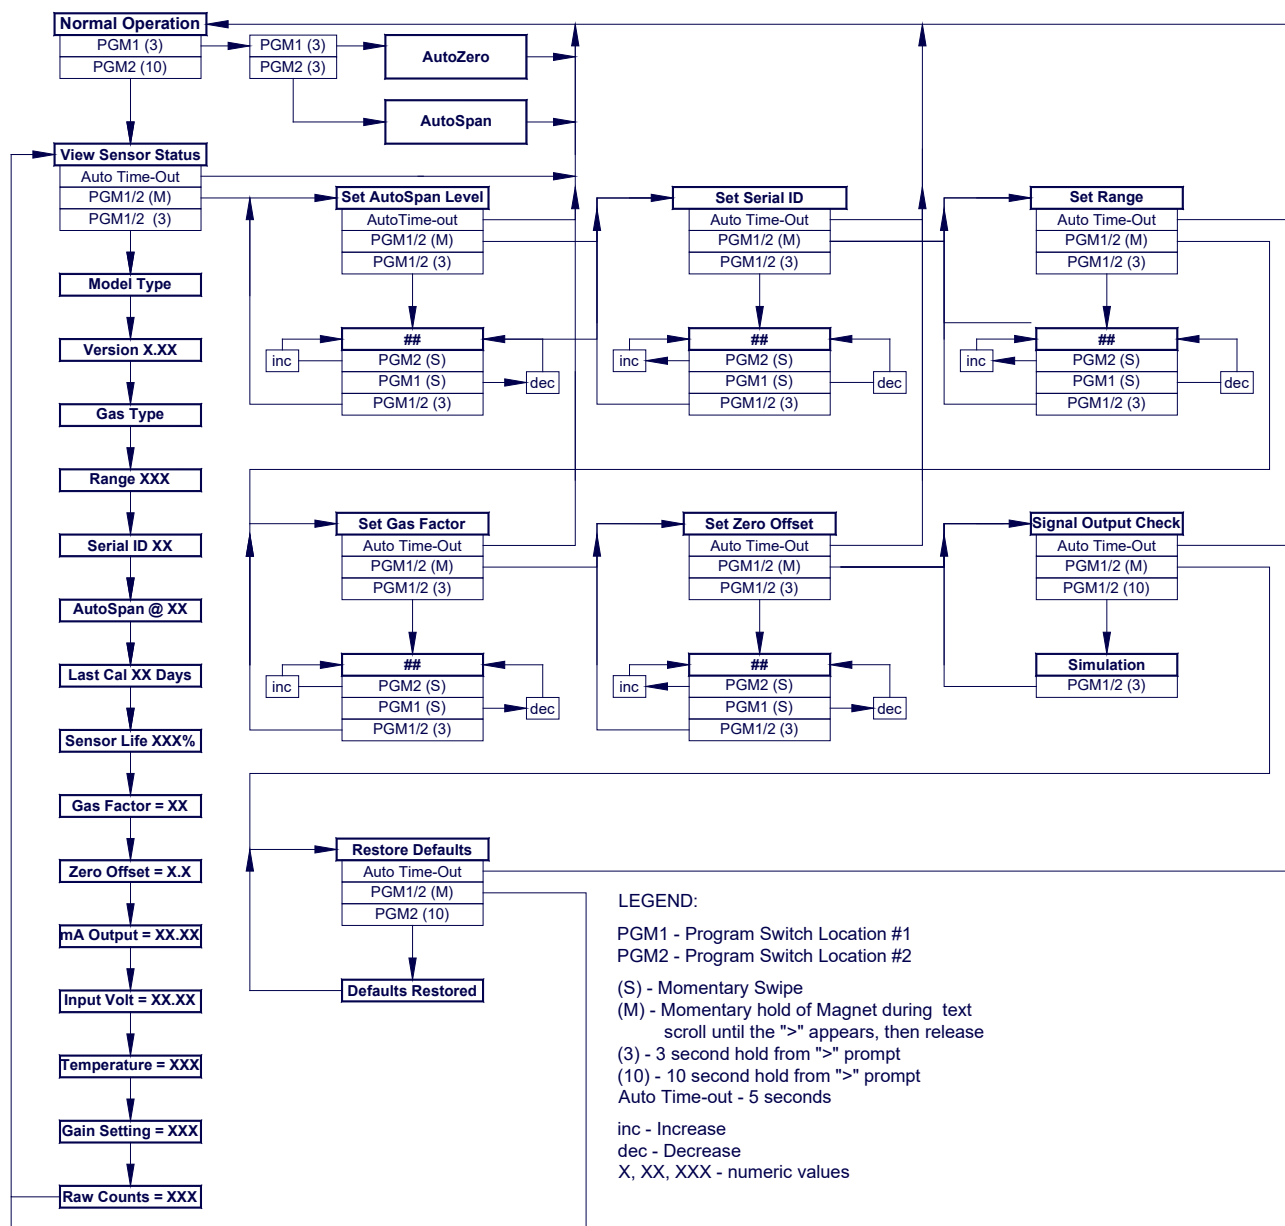 Normal Operation
PGM1 (3)
PGM2 (10)
PGM1 (3)
PGM2 (3)
AutoZero
AutoSpan
View Sensor Status
Auto Time-Out
PGM1/2 (M)
PGM1/2 (3)
Model Type
Version X.XX
Gas Type
Range XXX
Serial ID XX
AutoSpan @ XX
Last Cal XX Days
Sensor Life XXX%
Gas Factor = XX
Zero Offset = X.X
mA Output = XX.XX
Input Volt = XX.XX
Temperature = XXX
Gain Setting = XXX
Raw Counts = XXX
Set AutoSpan Level
AutoTime-out
PGM1/2 (M)
PGM1/2 (3)
##
PGM2 (S)
PGM1 (S)
PGM1/2 (3)
inc
dec
Set Serial ID
Auto Time-Out
PGM1/2 (M)
PGM1/2 (3)
##
PGM2 (S)
PGM1 (S)
PGM1/2 (3)
inc
dec
Set Range
Auto Time-Out
PGM1/2 (M)
PGM1/2 (3)
##
PGM2 (S)
PGM1 (S)
PGM1/2 (3)
inc
dec
Set Gas Factor
Auto Time-Out
PGM1/2 (M)
PGM1/2 (3)
##
PGM2 (S)
PGM1 (S)
PGM1/2 (3)
inc
dec
Set Zero Offset
Auto Time-Out
PGM1/2 (M)
PGM1/2 (3)
##
PGM2 (S)
PGM1 (S)
PGM1/2 (3)
inc
dec
Signal Output Check
Auto Time-Out
PGM1/2 (M)
PGM1/2 (10)
Simulation
PGM1/2 (3)
Restore Defaults
Auto Time-Out
PGM1/2 (M)
PGM2 (10)
Defaults Restored
LEGEND:
PGM1 - Program Switch Location #1
PGM2 - Program Switch Location #2
(S) - Momentary Swipe
(M) - Momentary hold of Magnet during text
scroll until the ">" appears, then release
(3) - 3 second hold from ">" prompt
(10) - 10 second hold from ">" prompt
Auto Time-out - 5 seconds
inc - Increase
dec - Decrease
X, XX, XXX - numeric values